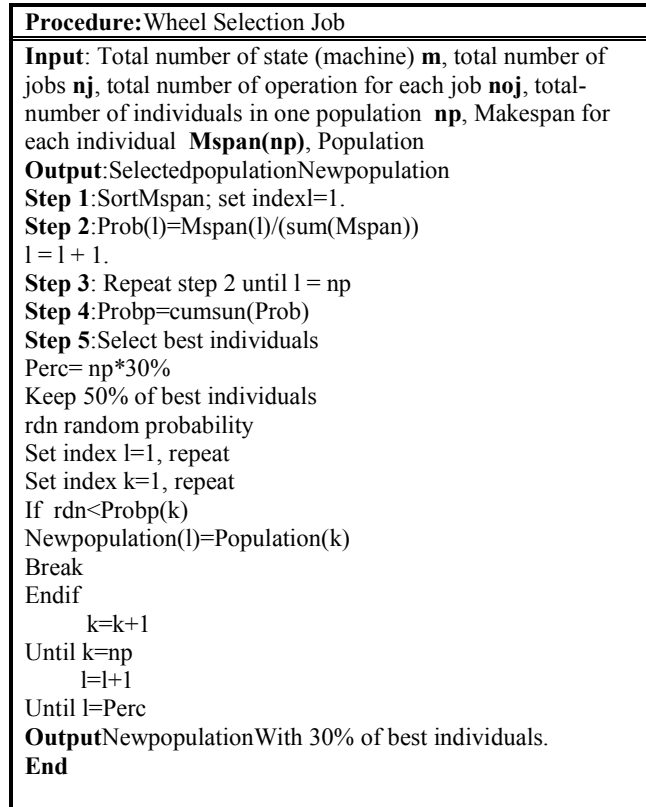 Procedure:Wheel Selection Job
Input: Total number of state (machine) m, total number of
jobs nj, total number of operation for each job noj, total-
number of individuals in one population np, Makespan for
each individual Mspan(np), Population
Output:SelectedpopulationNewpopulation
Step 1:SortMspan; set indexl=1.
Step 2:Prob(l)=Mspan(l)/(sum(Mspan))
l = l + 1.
Step 3: Repeat step 2 until l = np
Step 4:Probp=cumsun(Prob)
Step 5:Select best individuals
Perc= np*30%
Keep 50% of best individuals
rdn random probability
Set index l=1, repeat
Set index k=1, repeat
If rdn<Probp(k)
Newpopulation(l)=Population(k)
Break
Endif
k=k+1
Until k=np
l=l+1
Until l=Perc
OutputNewpopulationWith 30% of best individuals.
End